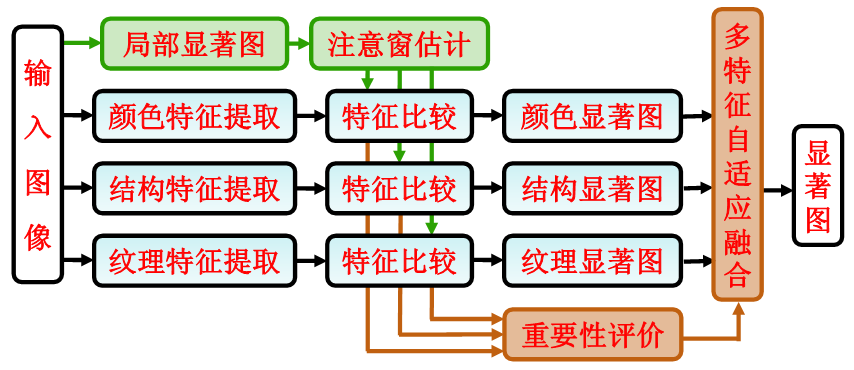 输入图像
局部显著图
注意窗估计
颜色特征提取
特征比较
颜色显著图
结构特征提取
特征比较
结构显著图
纹理特征提取
特征比较
纹理显著图
重要性评价
多特征自适应融合
显著图